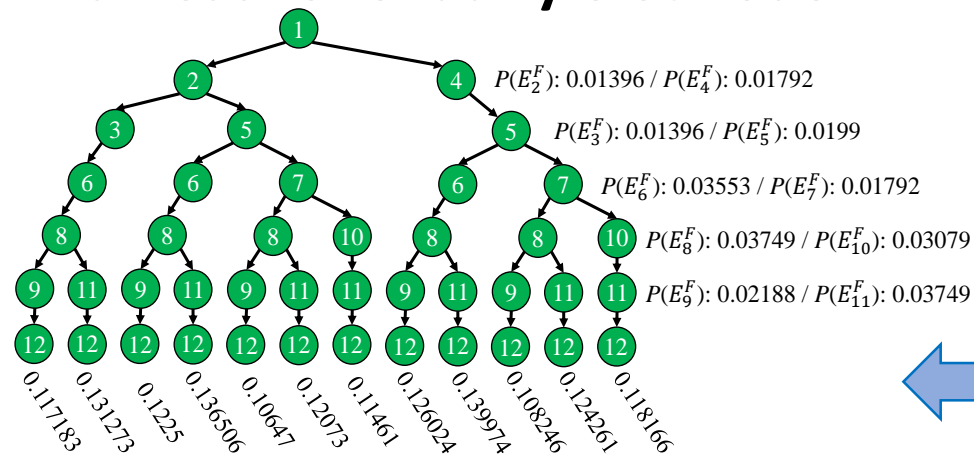 1
2 4 P(E₂ᶠ): 0.01396 / P(E₄ᶠ): 0.01792
3 5 5 P(E₃ᶠ): 0.01396 / P(E₅ᶠ): 0.0199
6 6 7 6 7 P(E₆ᶠ): 0.03553 / P(E₇ᶠ): 0.01792
8 8 8 10 8 8 10 P(E₈ᶠ): 0.03749 / P(E₁₀ᶠ): 0.03079
9 11 9 11 9 11 11 9 11 9 11 11 P(E₉ᶠ): 0.02188 / P(E₁₁ᶠ): 0.03749
12 12 12 12 12 12 12 12 12 12 12 12
0.117183 0.131273 0.1225 0.136506 0.10647 0.12073 0.11461 0.126024 0.139974 0.108246 0.124261 0.118166